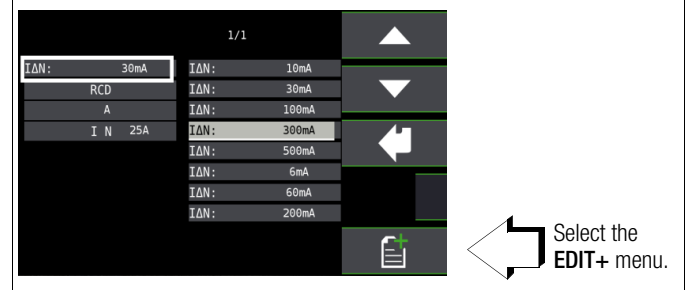 1/1
IΔN: 30mA
RCD
A
I N 25A
IΔN: 10mA
IΔN: 30mA
IΔN: 100mA
IΔN: 300mA
IΔN: 500mA
IΔN: 6mA
IΔN: 60mA
IΔN: 200mA
Select the
EDIT+ menu.